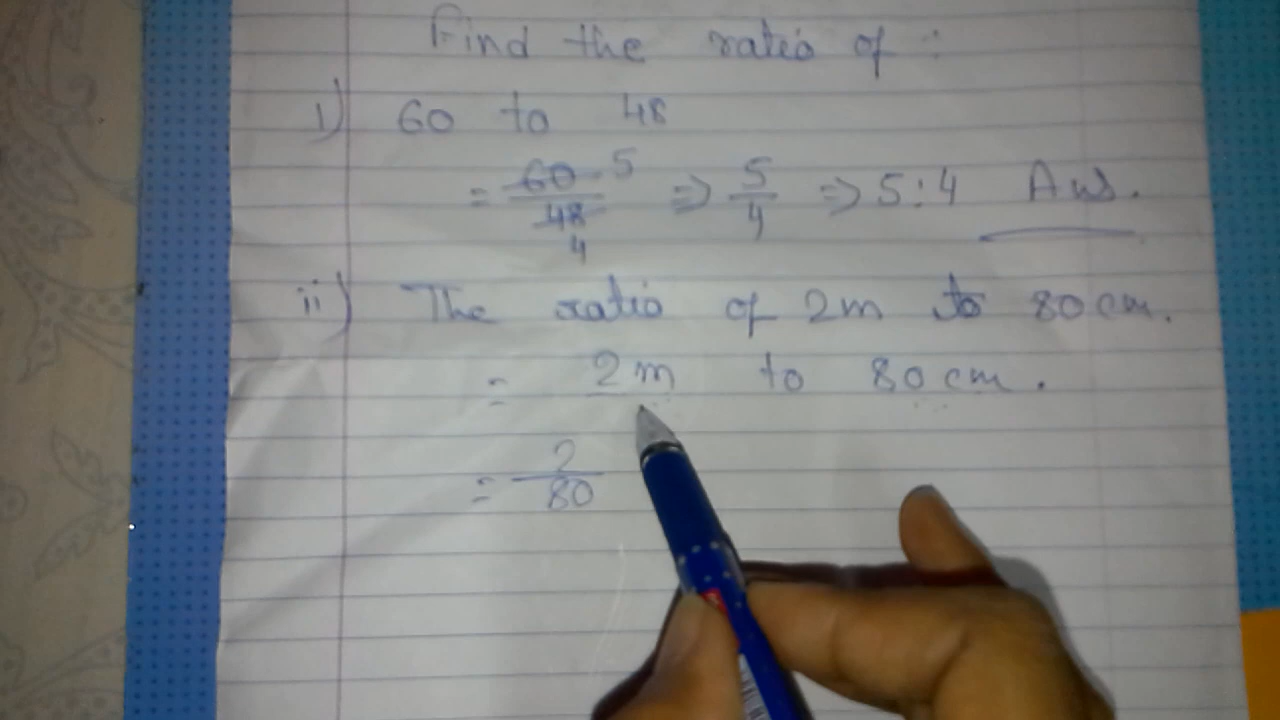 Find the ratio of :
i) 60 to 48
= 60/48 5/4 => 5/4 => 5:4 Ans.
ii) The ratio of 2m to 80 cm.
= 2m to 80 cm.
= 2/80